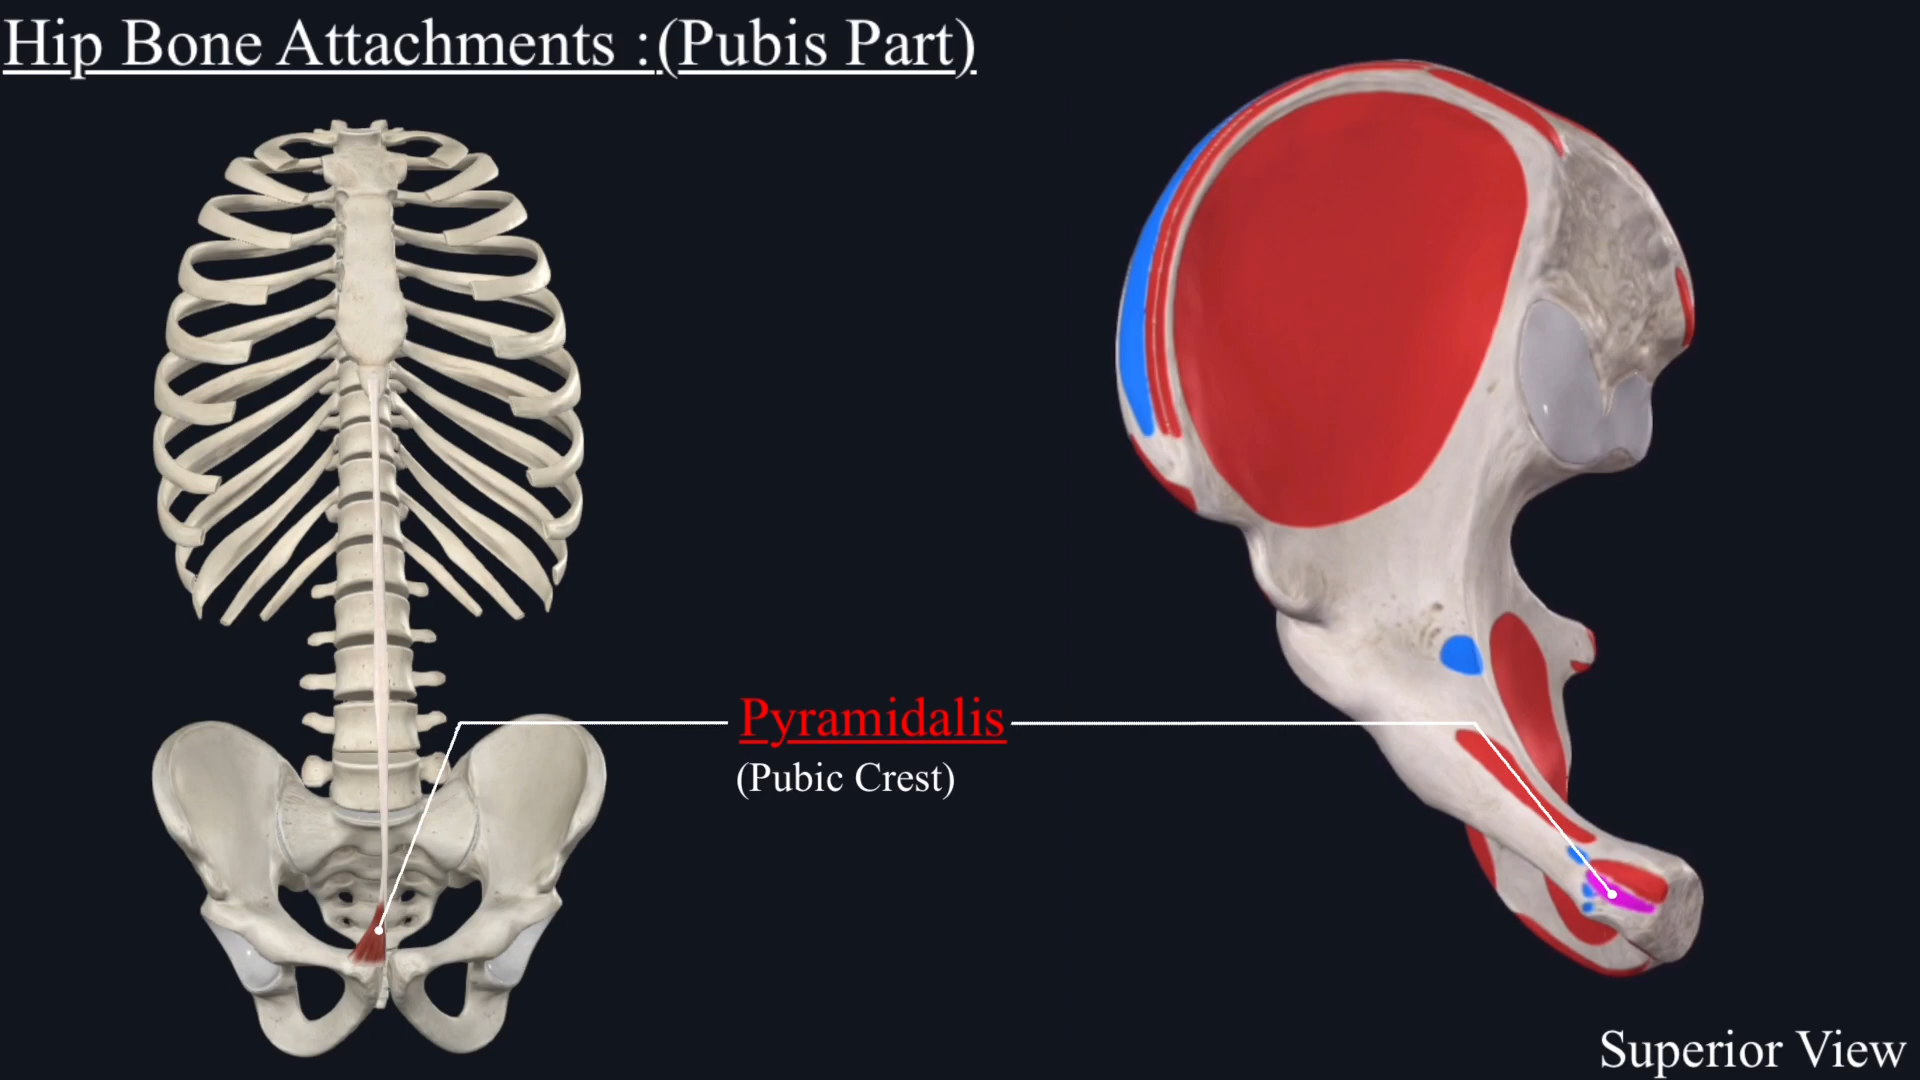 Hip Bone Attachments :(Pubis Part)
Pyramidalis
(Pubic Crest)
Superior View